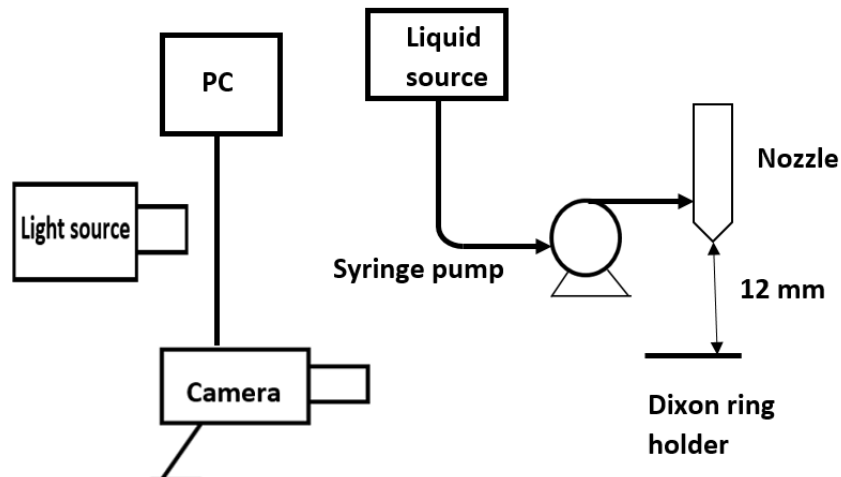 PC
Liquid
source
Light source
Nozzle
Syringe pump
12 mm
Camera
Dixon ring
holder